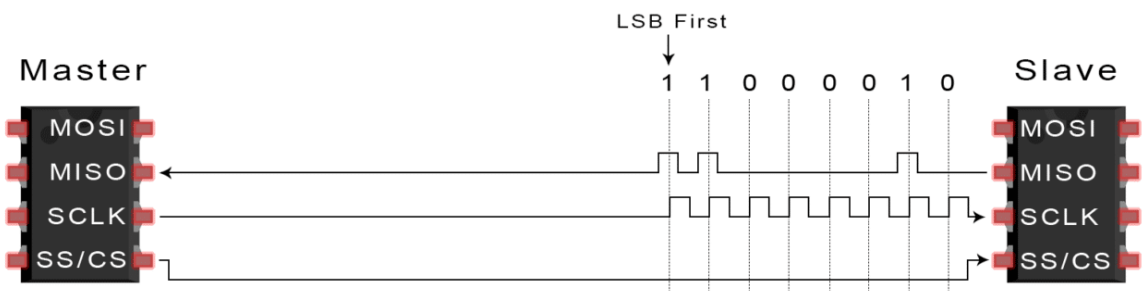 LSB First
Master
1 1 0 0 0 0 1 0
Slave
MOSI
MISO
SCLK
SS/CS
MOSI
MISO
SCLK
SS/CS